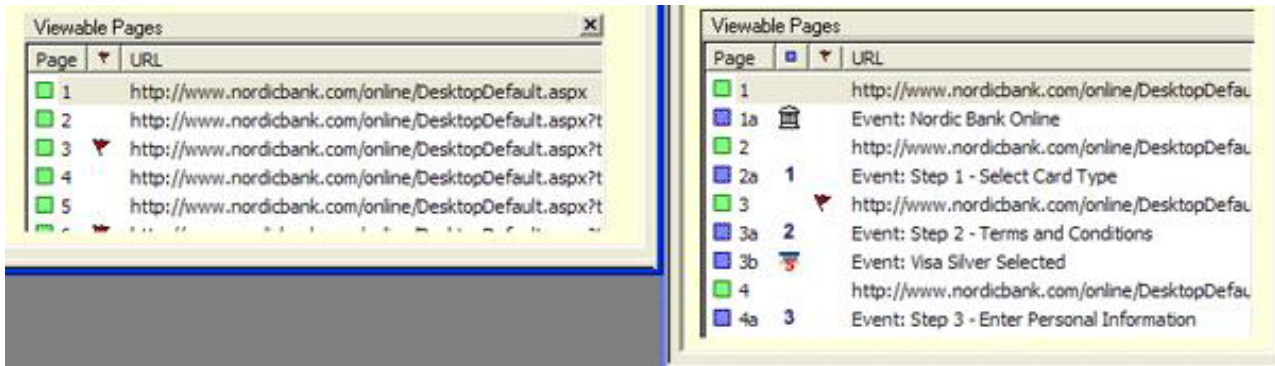 Viewable Pages
Page URL
1 http://www.nordicbank.com/online/DesktopDefault.aspx
2 http://www.nordicbank.com/online/DesktopDefault.aspx?t
3 http://www.nordicbank.com/online/DesktopDefault.aspx?t
4 http://www.nordicbank.com/online/DesktopDefault.aspx?t
5 http://www.nordicbank.com/online/DesktopDefault.aspx?t
Viewable Pages
Page URL
1 http://www.nordicbank.com/online/DesktopDefau
1a Event: Nordic Bank Online
2 http://www.nordicbank.com/online/DesktopDefau
2a 1 Event: Step 1 - Select Card Type
3 http://www.nordicbank.com/online/DesktopDefau
3a 2 Event: Step 2 - Terms and Conditions
3b Event: Visa Silver Selected
4 http://www.nordicbank.com/online/DesktopDefau
4a 3 Event: Step 3 - Enter Personal Information